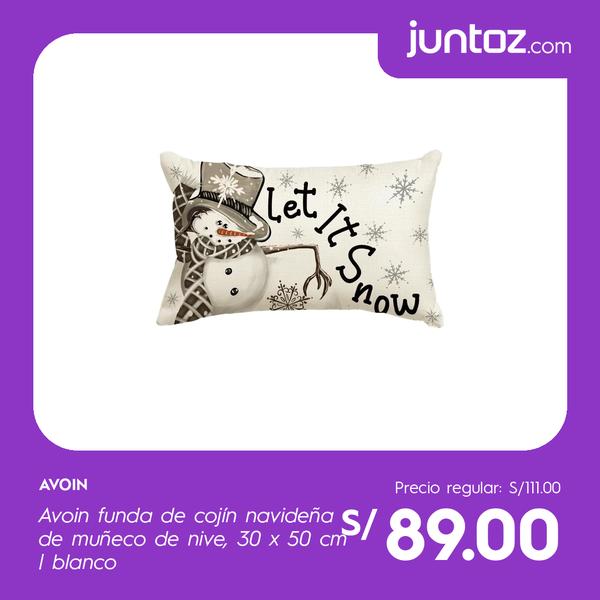 juntoz.com
Let It Snow
AVOIN
Avoin funda de cojín navideña
de muñeco de nive, 30 x 50 cm
| blanco
Precio regular: S/111.00
S/ 89.00